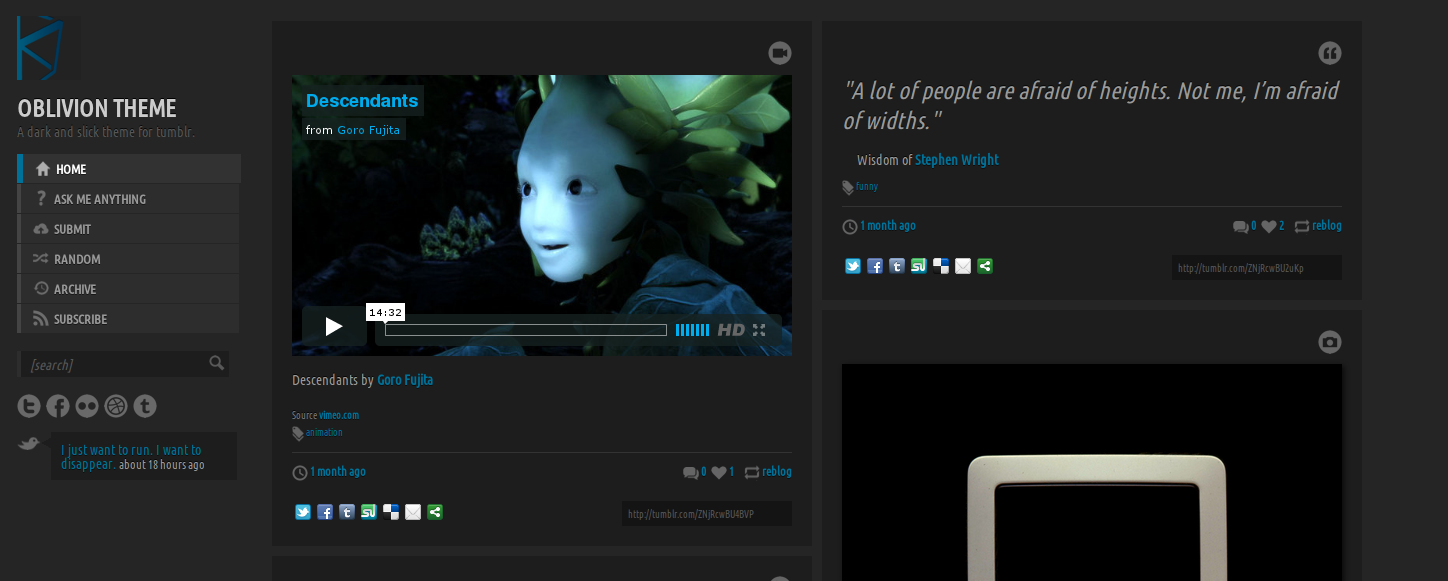 OBLIVION THEME
A dark and slick theme for tumblr.
HOME
ASK ME ANYTHING
SUBMIT
RANDOM
ARCHIVE
SUBSCRIBE
[search]
I just want to run. I want to
disappear. about 18 hours ago
Descendants
from Goro Fujita
14:32
HD
Descendants by Goro Fujita
Source vimeo.com
animation
1 month ago
0
1
reblog
http://tumblr.com/ZNjRcwBU4BVP
"A lot of people are afraid of heights. Not me, I’m afraid
of widths."
Wisdom of Stephen Wright
funny
1 month ago
0
2
reblog
http://tumblr.com/ZNjRcwBU2uKp